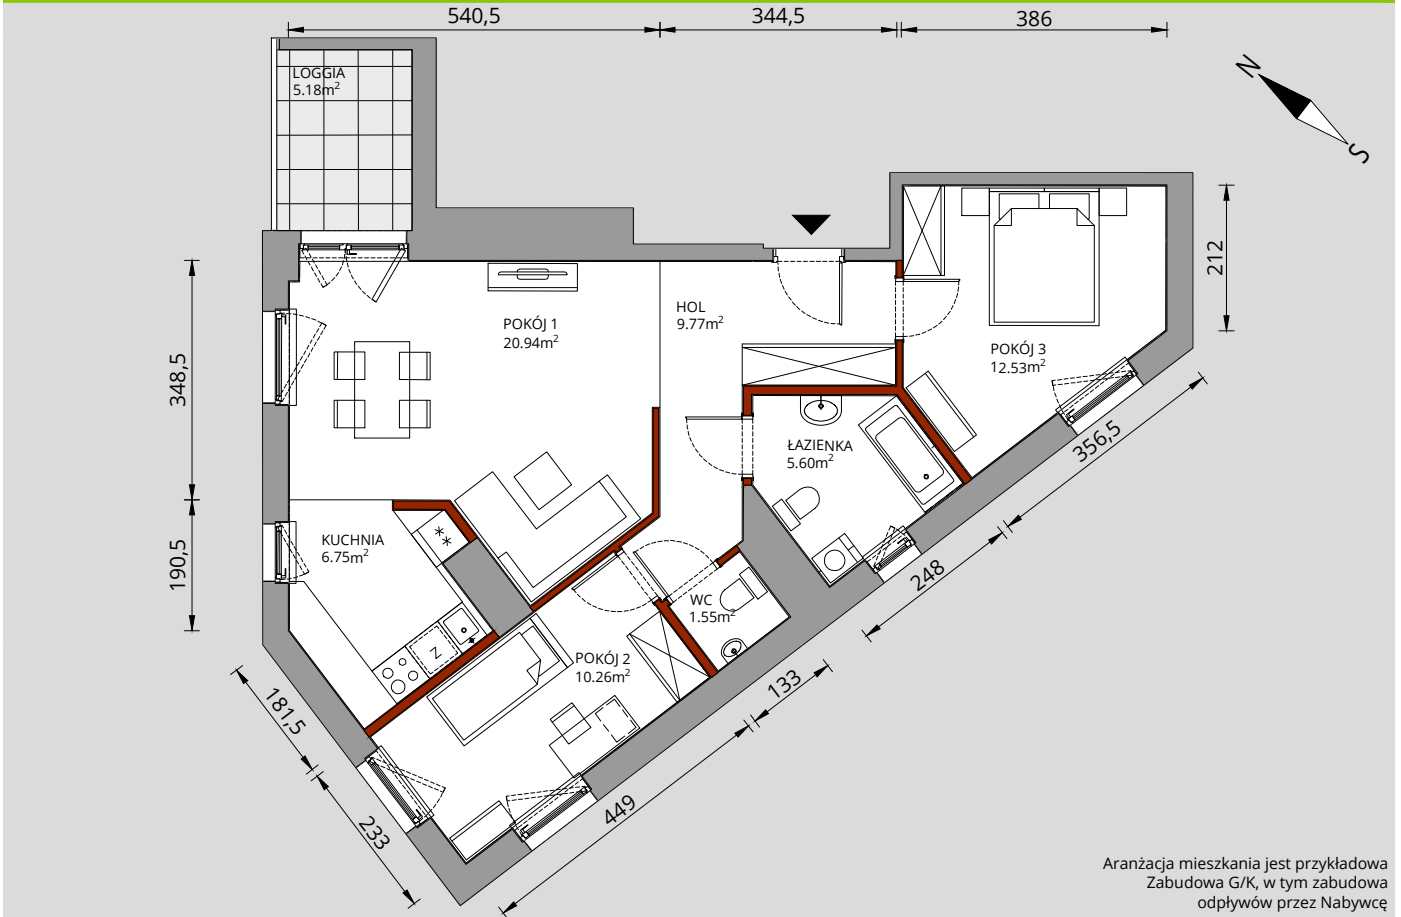 540,5
344,5
386
LOGGIA
5.18m²
N
S
212
HOL
9.77m²
POKÓJ 1
20.94m²
POKÓJ 3
12.53m²
348,5
356,5
ŁAZIENKA
5.60m²
KUCHNIA
6.75m²
**
190,5
248
WC
1.55m²
Z
POKÓJ 2
10.26m²
133
181,5
449
233
Aranżacja mieszkania jest przykładowa
Zabudowa G/K, w tym zabudowa
odpływów przez Nabywcę